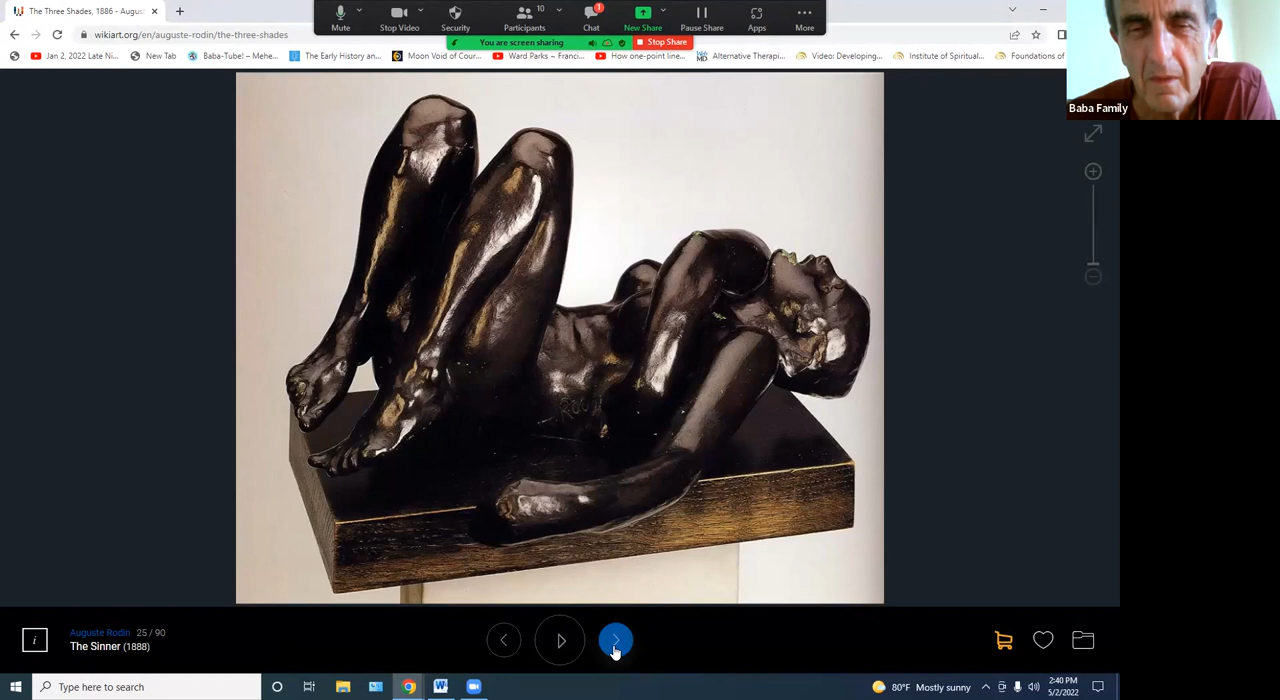 The Three Shades, 1886 - Augus
Mute
Stop Video
Security
10
Participants
1
Chat
New Share
Pause Share
Apps
More
You are screen sharing
Stop Share
wikiart.org/en/auguste-rodin/the-three-shades
Jan 2, 2022 Late Ni...
New Tab
Baba-Tube! ~ Mehe...
The Early History an...
Moon Void of Cour...
Ward Parks ~ Franci...
How one-point line...
Alternative Therapi...
Video: Developing...
Institute of Spiritual...
Foundations of
Baba Family
i
Auguste Rodin 25 / 90
The Sinner (1888)
Type here to search
80°F Mostly sunny
2:40 PM
5/2/2022